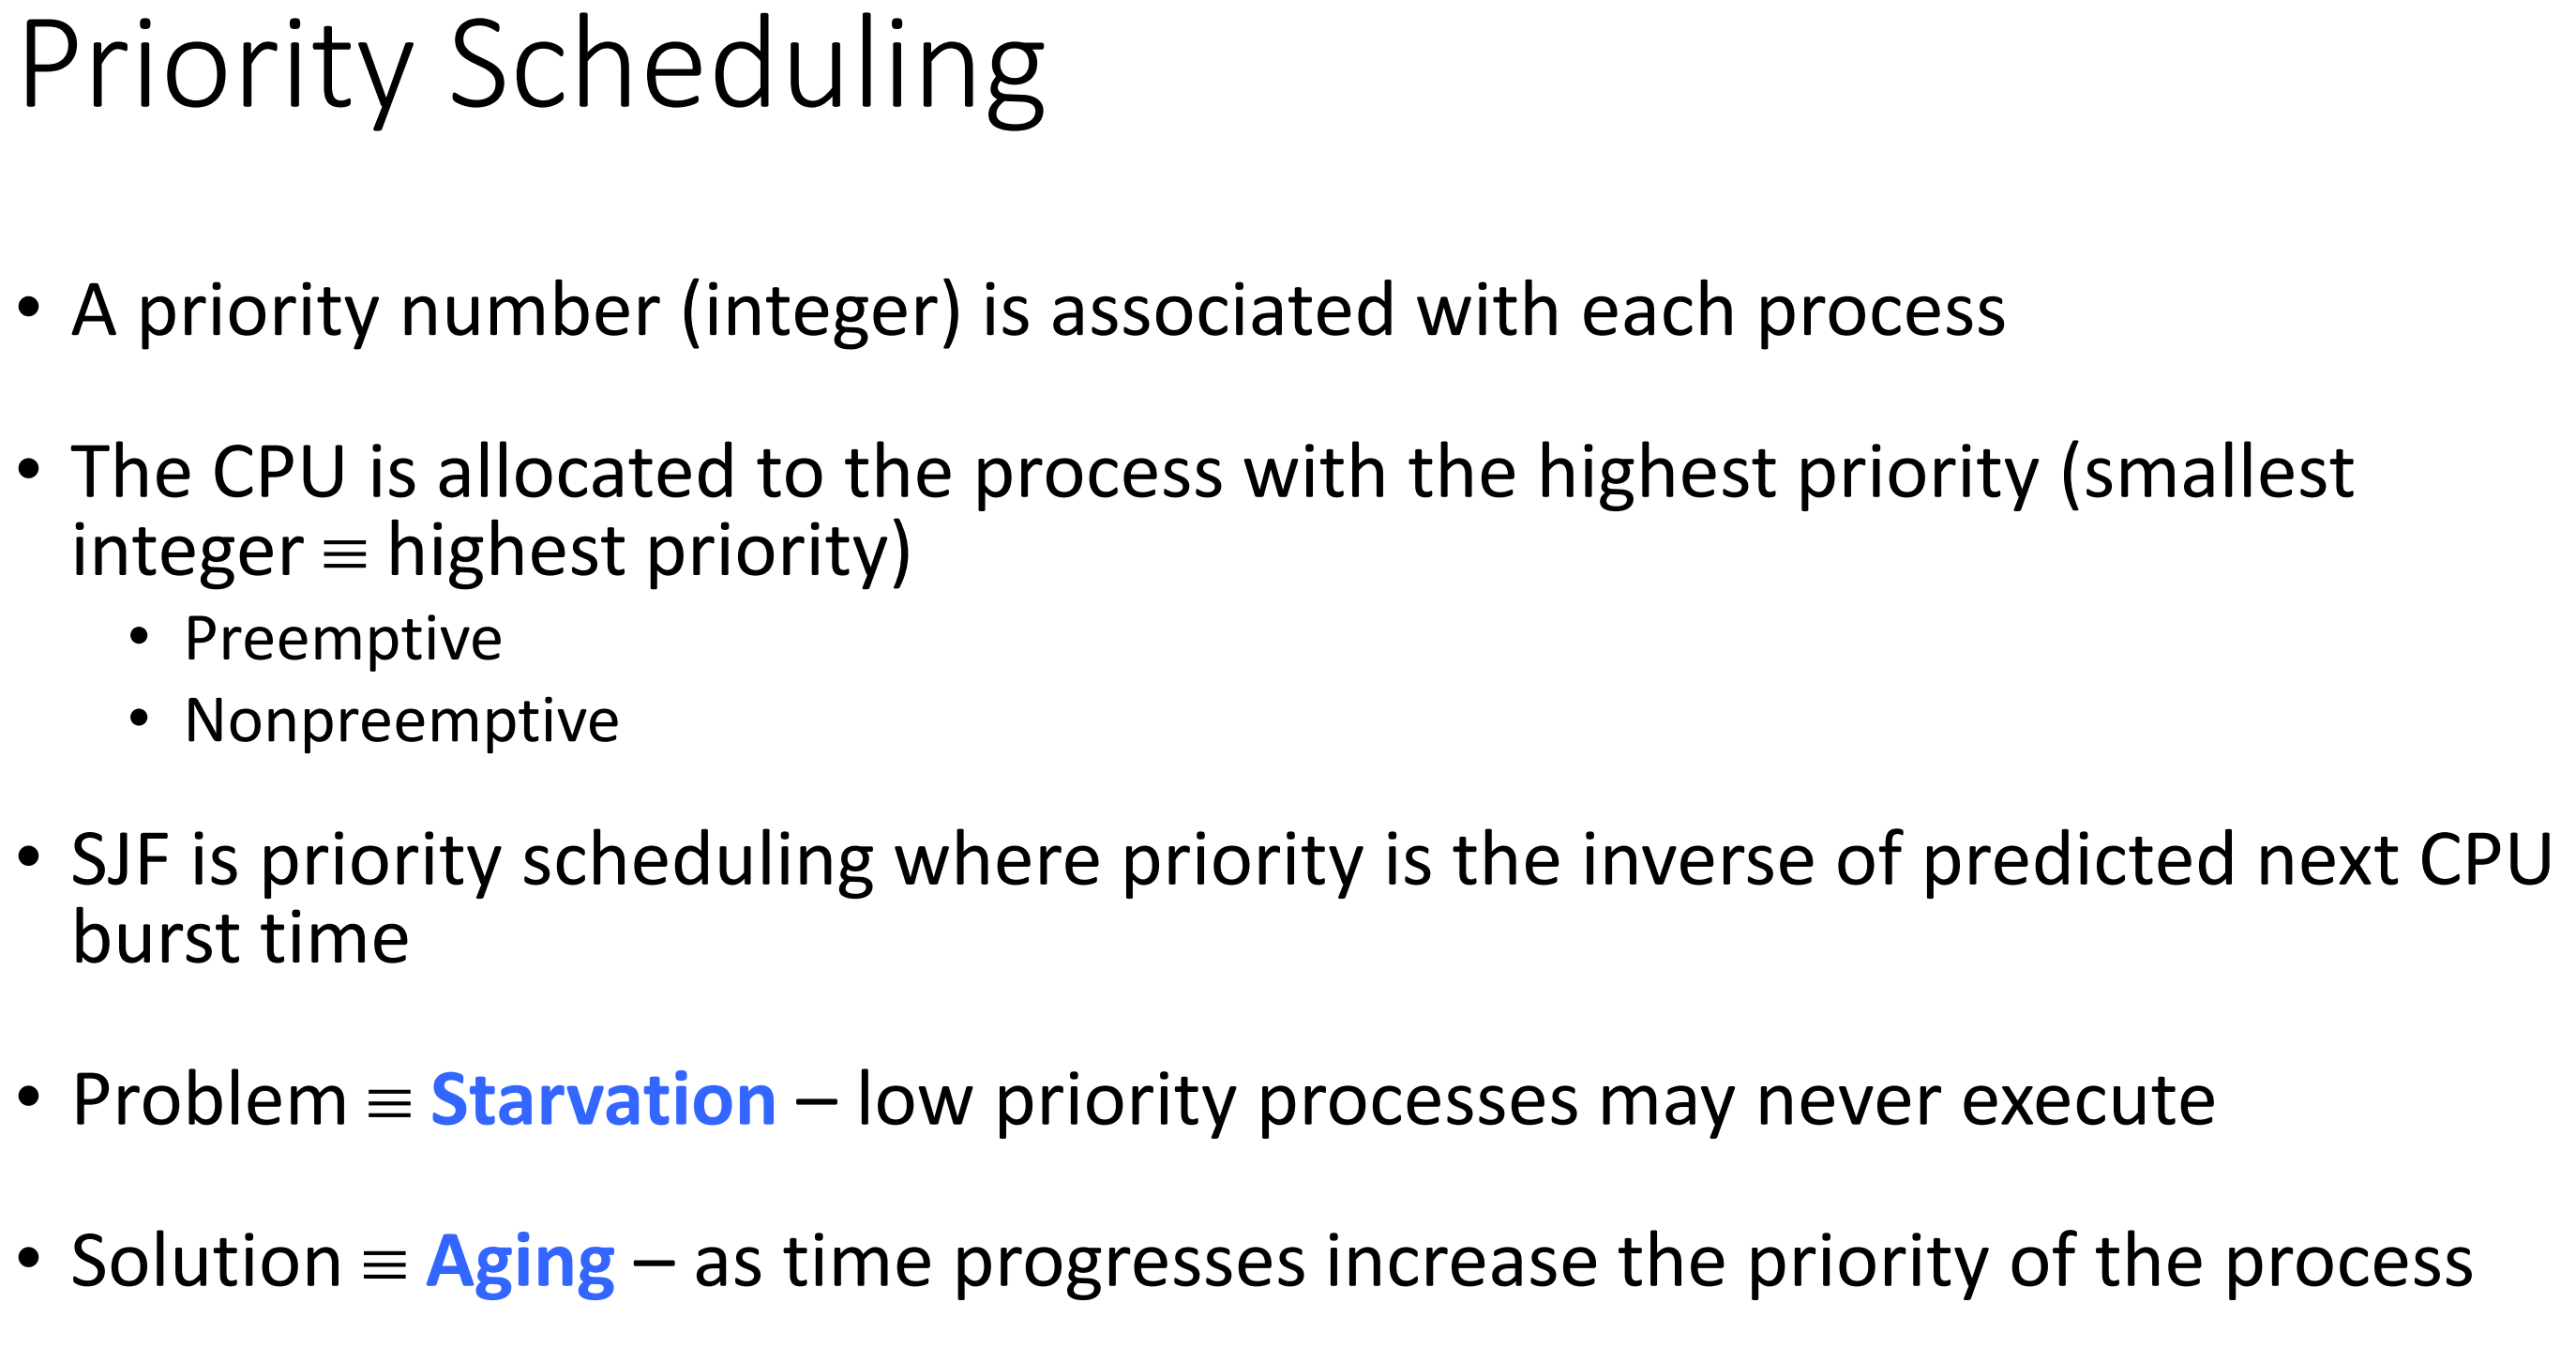 Priority Scheduling
• A priority number (integer) is associated with each process
• The CPU is allocated to the process with the highest priority (smallest
integer ≡ highest priority)
• Preemptive
• Nonpreemptive
• SJF is priority scheduling where priority is the inverse of predicted next CPU
burst time
• Problem ≡ Starvation – low priority processes may never execute
• Solution ≡ Aging – as time progresses increase the priority of the process